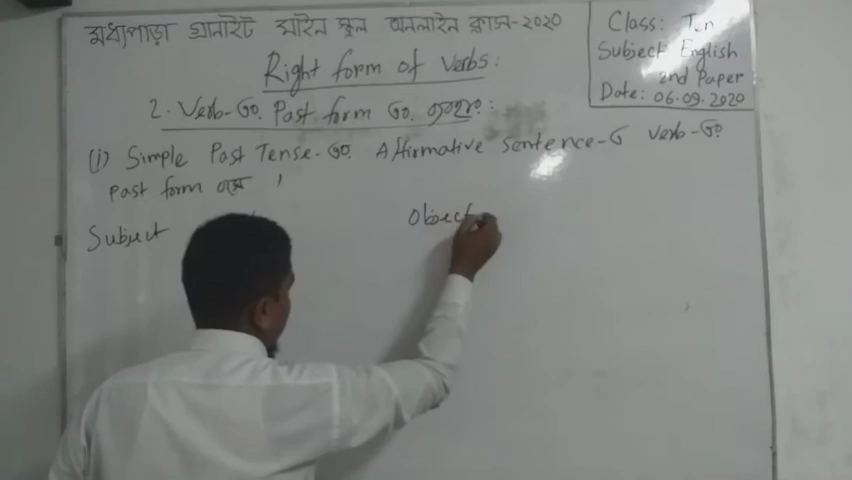 মধ্যপাড়া গ্রানাইট মাইন স্কুল অনলাইন ক্লাস-২০২০
Class: Ten
Subject English
2nd Paper
Date: 06.09.2020
Right form of Verbs:
2. Verb-এর Past form এর ব্যবহারঃ
(i) Simple Past Tense-এর Affirmative sentence-এ verb-এর
past form বসে ।
Subject Object